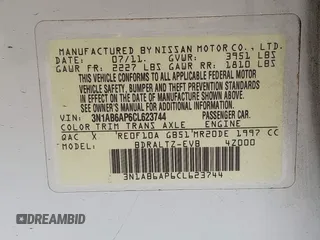 MANUFACTURED BY NISSAN MOTOR CO., LTD.
DATE: 07/11. GVWR: 3951 LBS
GAWR FR: 2227 LBS GAWR RR: 1810 LBS
THIS VEHICLE CONFORMS TO ALL APPLICABLE FEDERAL MOTOR
VEHICLE SAFETY, BUMPER AND THEFT PREVENTION
STANDARDS IN EFFECT ON THE DATE OF MANUFACTURE SHOWN ABOVE.
SEE OWNERS MANUAL FOR ADDITIONAL INFORMATION.
VIN: 3N1AB6AP6CL623744 PASSENGER CAR.
COLOR TRIM TRANS AXLE ENGINE
QAC X RE0F10A GB51 MR20DE 1997 CC
MODEL: BDRALTZ-EVB 4Z000
3N1AB6AP6CL623744
DREAMBID
DREAMBID